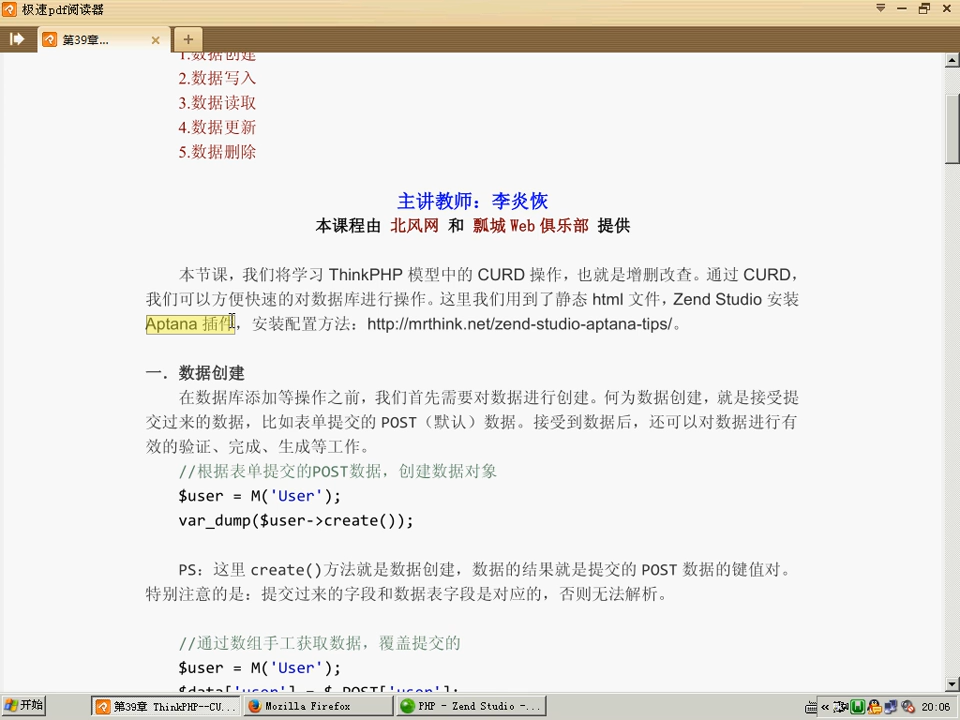 极速pdf阅读器
第39章...
1.数据创建
2.数据写入
3.数据读取
4.数据更新
5.数据删除
主讲教师：李炎恢
本课程由 北风网 和 瓢城 Web 俱乐部 提供
本节课，我们将学习 ThinkPHP 模型中的 CURD 操作，也就是增删改查。通过 CURD，
我们可以方便快速的对数据库进行操作。这里我们用到了静态 html 文件，Zend Studio 安装
Aptana 插件，安装配置方法：http://mrthink.net/zend-studio-aptana-tips/。
一．数据创建
在数据库添加等操作之前，我们首先需要对数据进行创建。何为数据创建，就是接受提
交过来的数据，比如表单提交的 POST（默认）数据。接受到数据后，还可以对数据进行有
效的验证、完成、生成等工作。
//根据表单提交的POST数据，创建数据对象
$user = M('User');
var_dump($user->create());
PS：这里 create()方法就是数据创建，数据的结果就是提交的 POST 数据的键值对。
特别注意的是：提交过来的字段和数据表字段是对应的，否则无法解析。
//通过数组手工获取数据，覆盖提交的
$user = M('User');
$data['user'] = $_POST['user'];
开始
第39章 ThinkPHP--CU...
Mozilla Firefox
PHP - Zend Studio -...
20:06